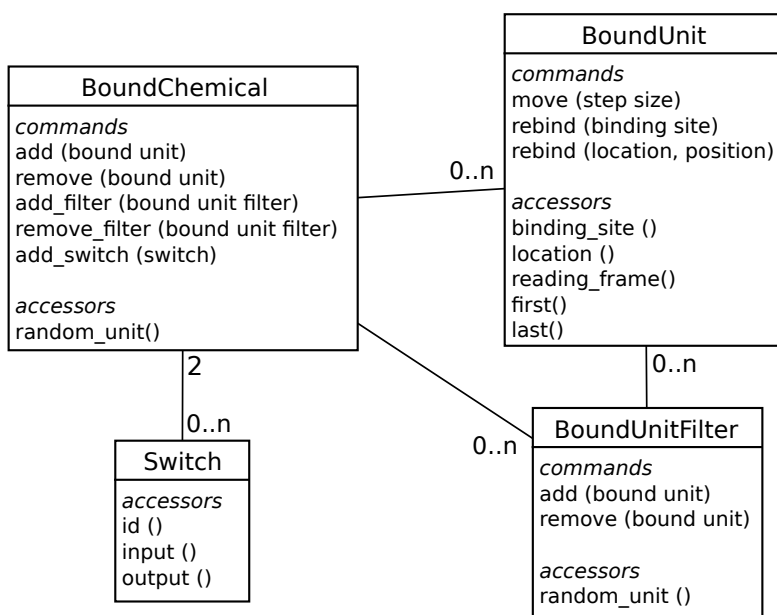 BoundChemical
commands
add (bound unit)
remove (bound unit)
add_filter (bound unit filter)
remove_filter (bound unit filter)
add_switch (switch)
accessors
random_unit()
BoundUnit
commands
move (step size)
rebind (binding site)
rebind (location, position)
accessors
binding_site ()
location ()
reading_frame()
first()
last()
0..n
0..n
0..n
2
0..n
Switch
accessors
id ()
input ()
output ()
BoundUnitFilter
commands
add (bound unit)
remove (bound unit)
accessors
random_unit ()